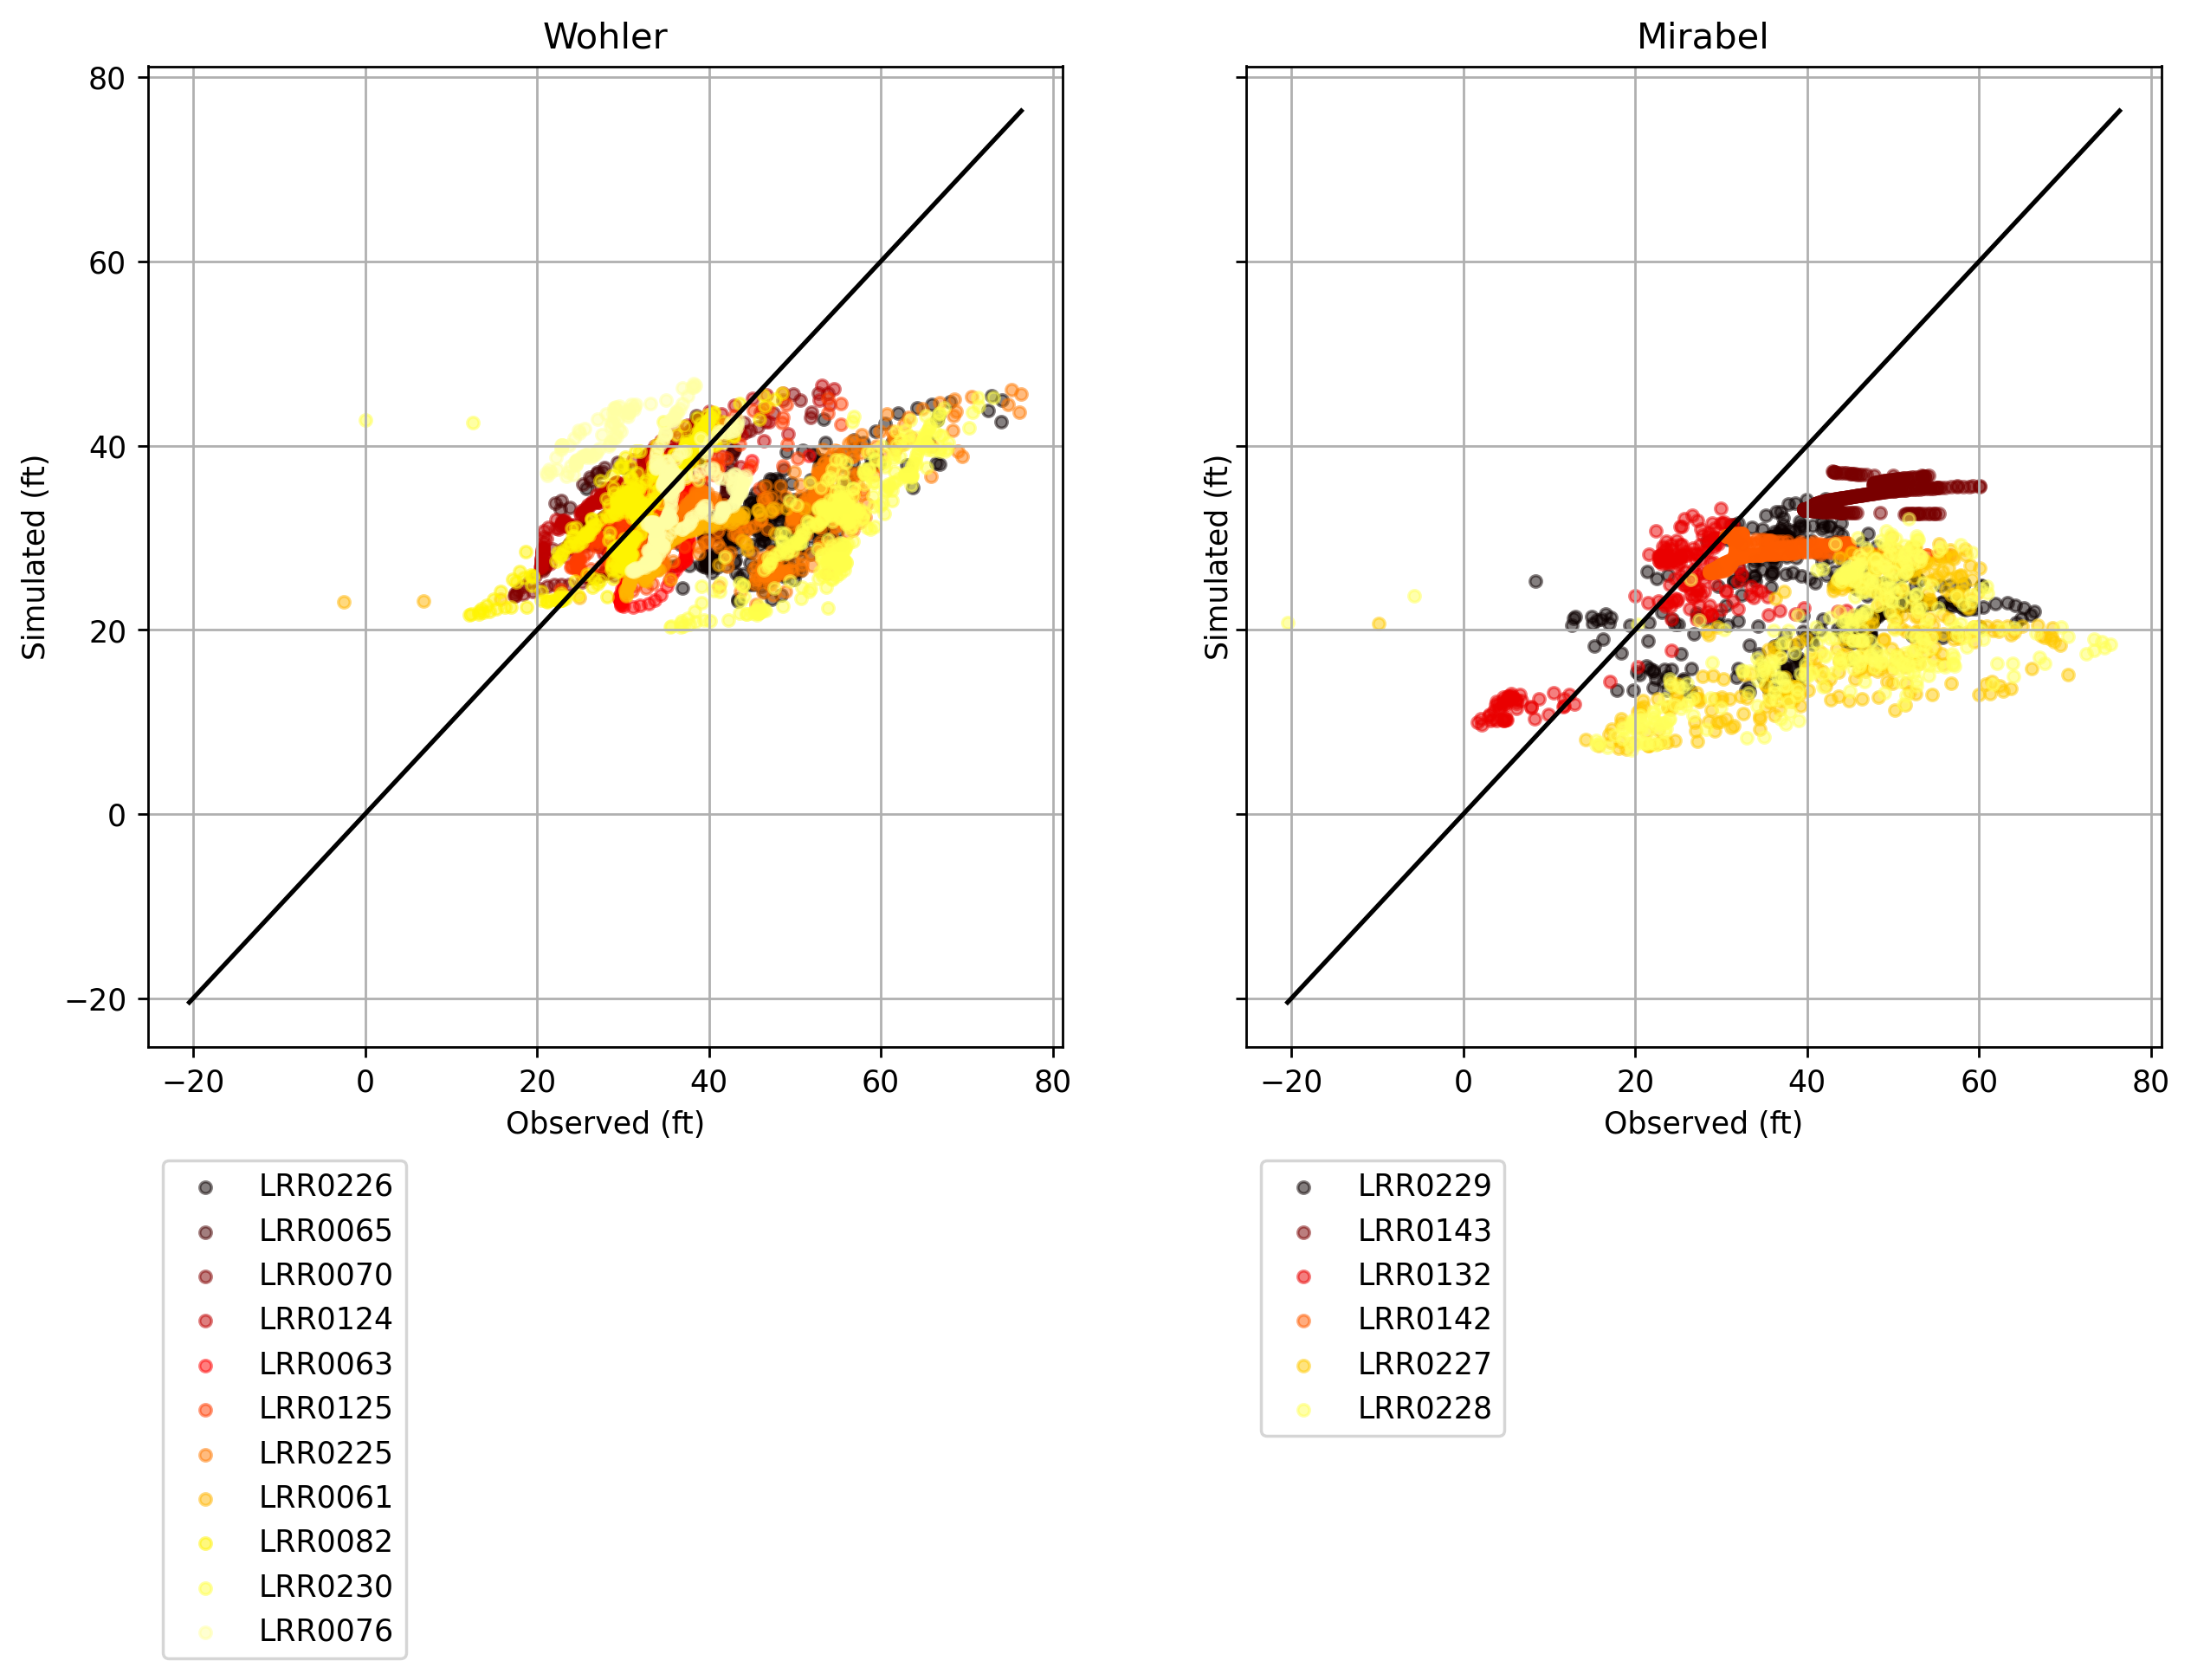 Wohler
80
60
40
20
0
−20
Simulated (ft)
−20 0 20 40 60 80
Observed (ft)
LRR0226
LRR0065
LRR0070
LRR0124
LRR0063
LRR0125
LRR0225
LRR0061
LRR0082
LRR0230
LRR0076
Mirabel
Simulated (ft)
−20 0 20 40 60 80
Observed (ft)
LRR0229
LRR0143
LRR0132
LRR0142
LRR0227
LRR0228